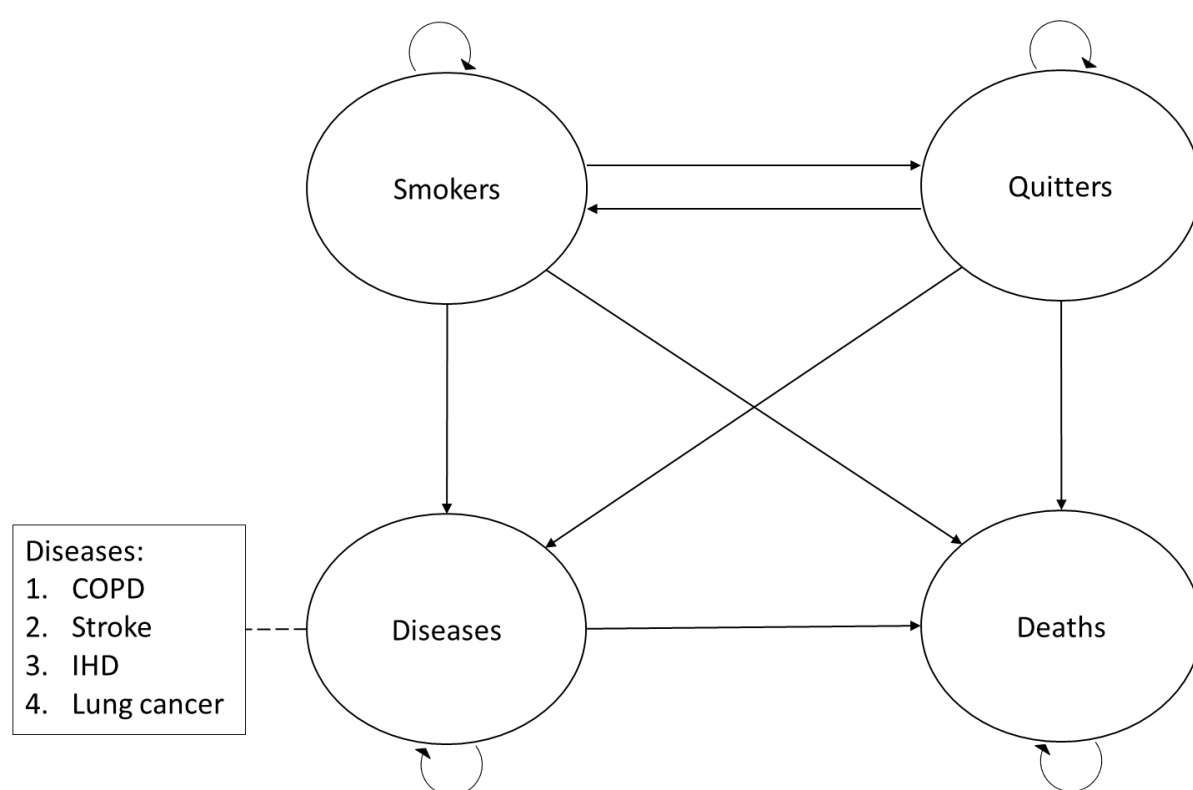 Smokers
Quitters
Diseases:
1. COPD
2. Stroke
3. IHD
4. Lung cancer
Diseases
Deaths